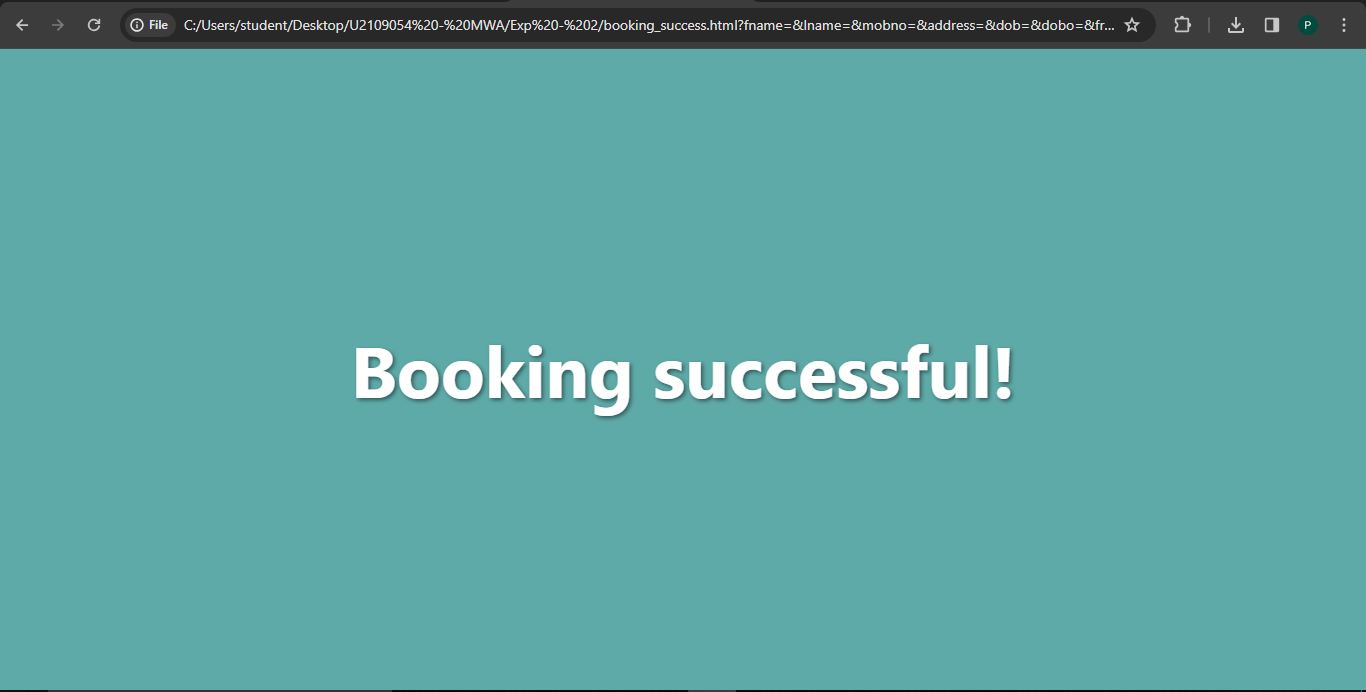 File
C:/Users/student/Desktop/U2109054%20-%20MWA/Exp%20-%202/booking_success.html?fname=&lname=&mobno=&address=&dob=&dobo=&fr...
P
Booking successful!